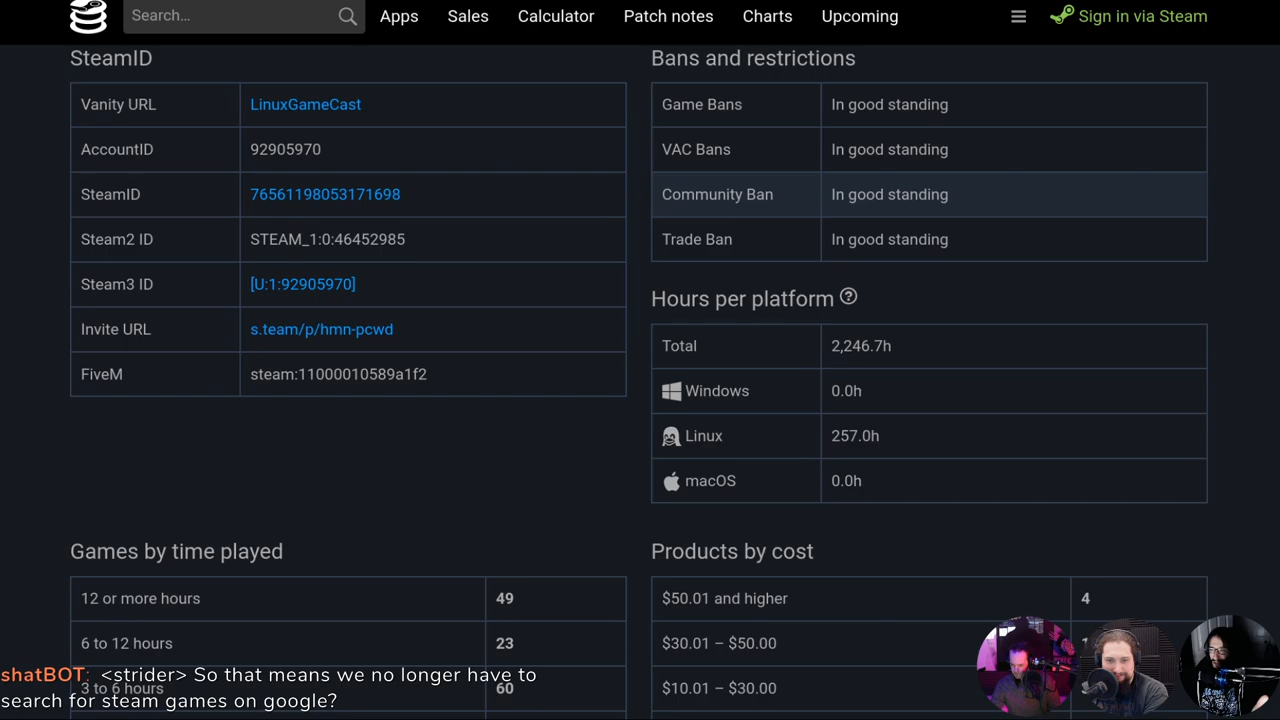 Search...
Apps
Sales
Calculator
Patch notes
Charts
Upcoming
Sign in via Steam
SteamID
Vanity URL LinuxGameCast
AccountID 92905970
SteamID 76561198053171698
Steam2 ID STEAM_1:0:46452985
Steam3 ID [U:1:92905970]
Invite URL s.team/p/hmn-pcwd
FiveM steam:11000010589a1f2
Bans and restrictions
Game Bans In good standing
VAC Bans In good standing
Community Ban In good standing
Trade Ban In good standing
Hours per platform ?
Total 2,246.7h
Windows 0.0h
Linux 257.0h
macOS 0.0h
Games by time played
12 or more hours 49
6 to 12 hours 23
3 to 6 hours 60
Products by cost
$50.01 and higher 4
$30.01 – $50.00
$10.01 – $30.00
shatBOT: <strider> So that means we no longer have to
search for steam games on google?